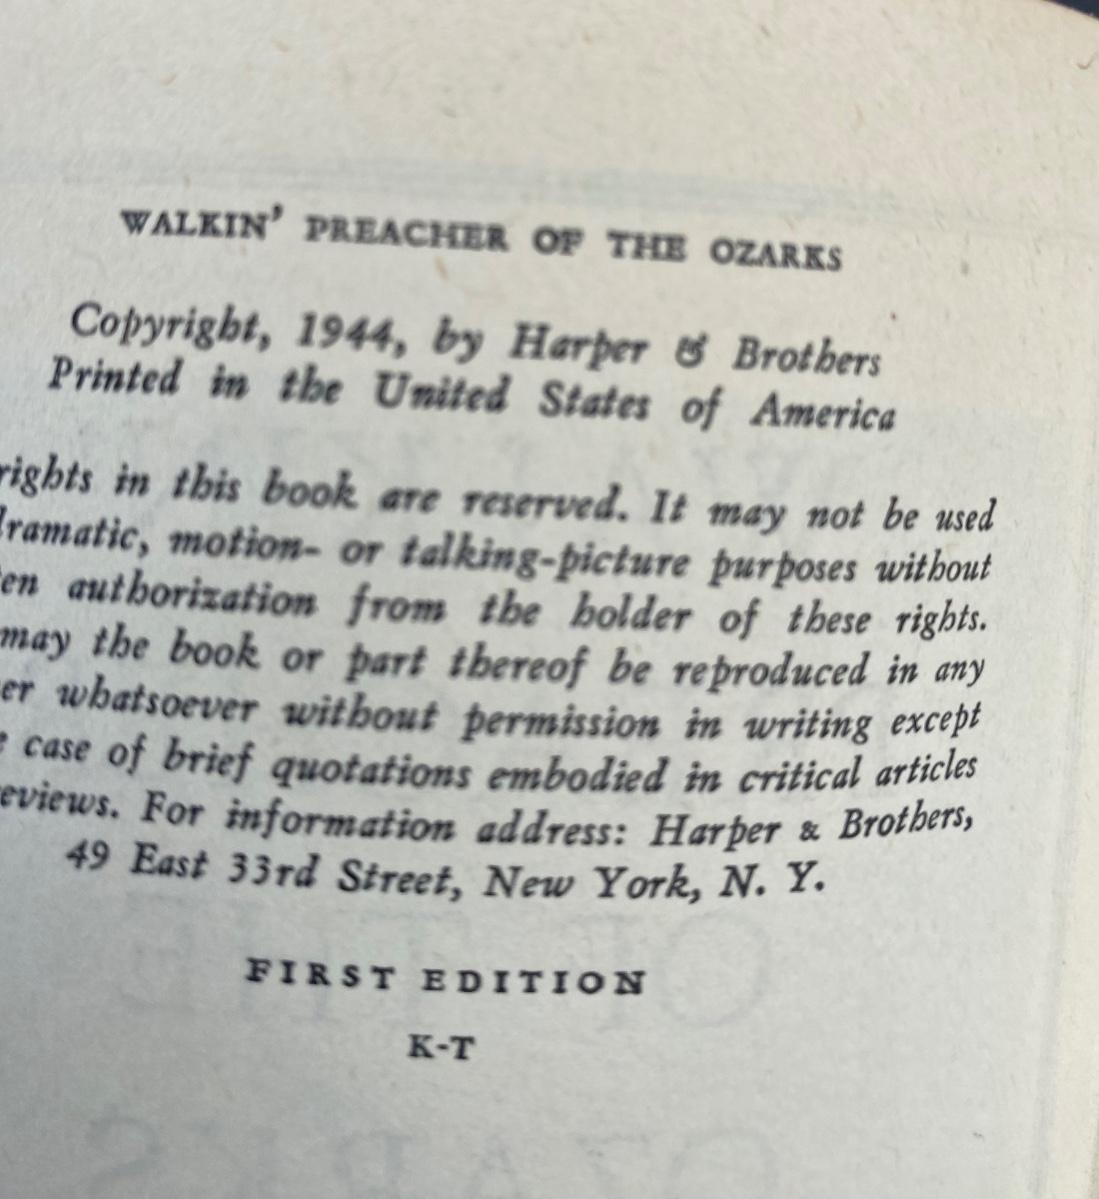 WALKIN' PREACHER OF THE OZARKS
Copyright, 1944, by Harper & Brothers
Printed in the United States of America
rights in this book are reserved. It may not be used
dramatic, motion- or talking-picture purposes without
en authorization from the holder of these rights.
may the book or part thereof be reproduced in any
er whatsoever without permission in writing except
case of brief quotations embodied in critical articles
eviews. For information address: Harper & Brothers,
49 East 33rd Street, New York, N. Y.
FIRST EDITION
K-T